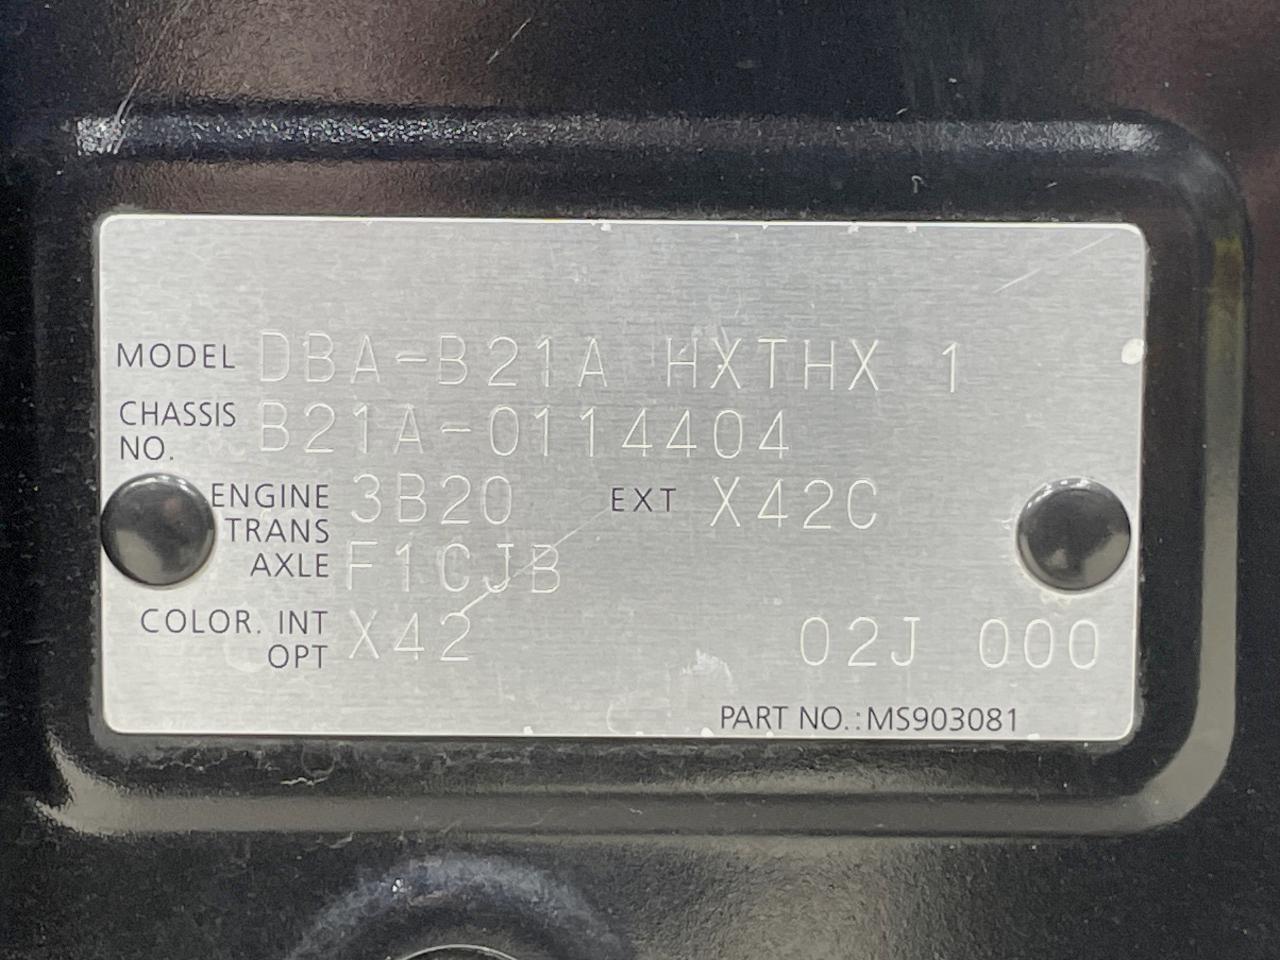 MODEL DBA-B21A HXTHX 1
CHASSIS NO. B21A-0114404
ENGINE 3B20 EXT X42C
TRANS AXLE F1CJB
COLOR. INT OPT X42 02J 000
PART NO.:MS903081